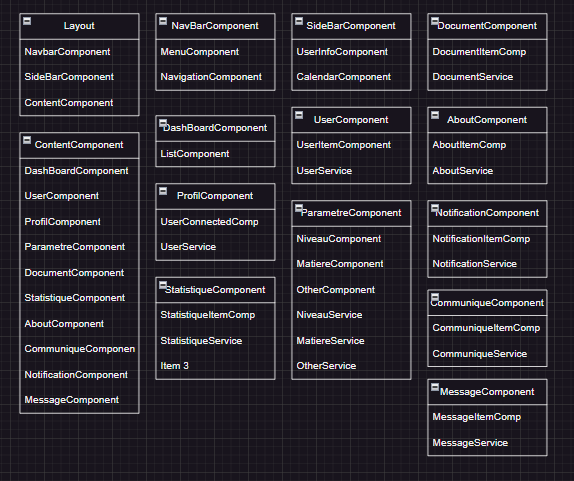 Layout
NavbarComponent
SideBarComponent
ContentComponent
ContentComponent
DashBoardComponent
UserComponent
ProfilComponent
ParametreComponent
DocumentComponent
StatistiqueComponent
AboutComponent
CommuniqueComponen
NotificationComponent
MessageComponent
NavBarComponent
MenuComponent
NavigationComponent
DashBoardComponent
ListComponent
ProfilComponent
UserConnectedComp
UserService
StatistiqueComponent
StatistiqueItemComp
StatistiqueService
Item 3
SideBarComponent
UserInfoComponent
CalendarComponent
UserComponent
UserItemComponent
UserService
ParametreComponent
NiveauComponent
MatiereComponent
OtherComponent
NiveauService
MatiereService
OtherService
DocumentComponent
DocumentItemComp
DocumentService
AboutComponent
AboutItemComp
AboutService
NotificationComponent
NotificationItemComp
NotificationService
CommuniqueComponent
CommuniqueItemComp
CommuniqueService
MessageComponent
MessageItemComp
MessageService